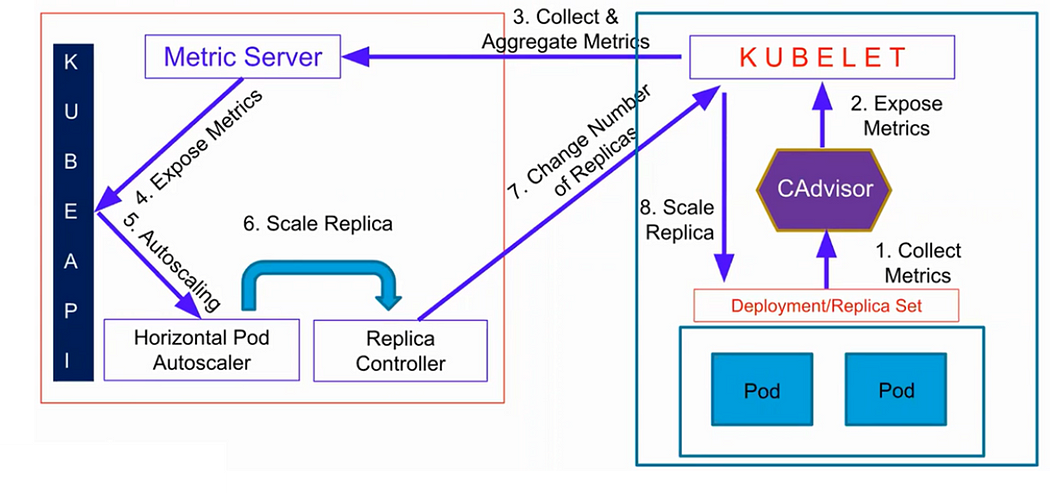 3. Collect &
Aggregate Metrics
Metric Server
K U B E L E T
K
U
B
E
A
P
I
4. Expose Metrics
5. Autoscaling
6. Scale Replica
7. Change Number
of Replicas
2. Expose
Metrics
CAdvisor
8. Scale
Replica
1. Collect
Metrics
Deployment/Replica Set
Horizontal Pod
Autoscaler
Replica
Controller
Pod
Pod